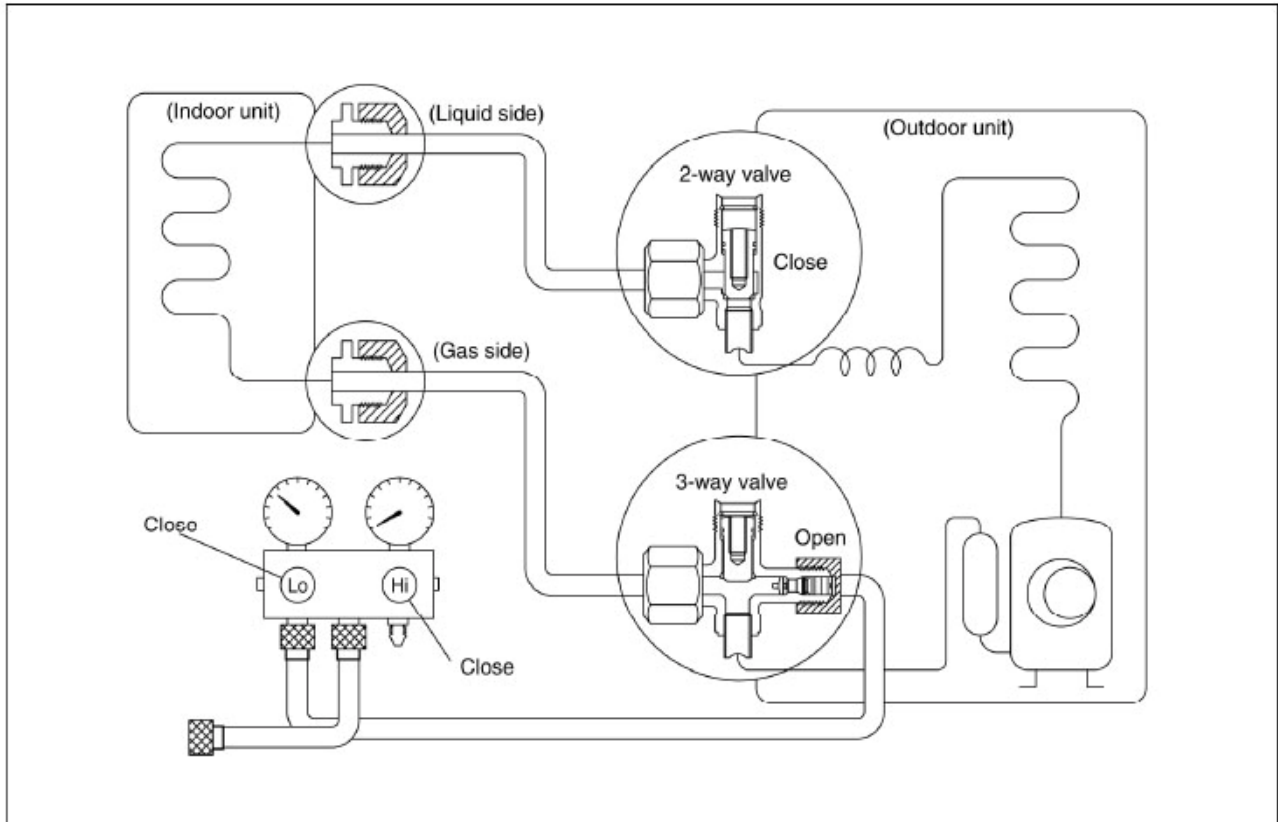 (Indoor unit)
(Liquid side)
(Outdoor unit)
2-way valve
Close
(Gas side)
3-way valve
Open
Close
Lo
Hi
Close